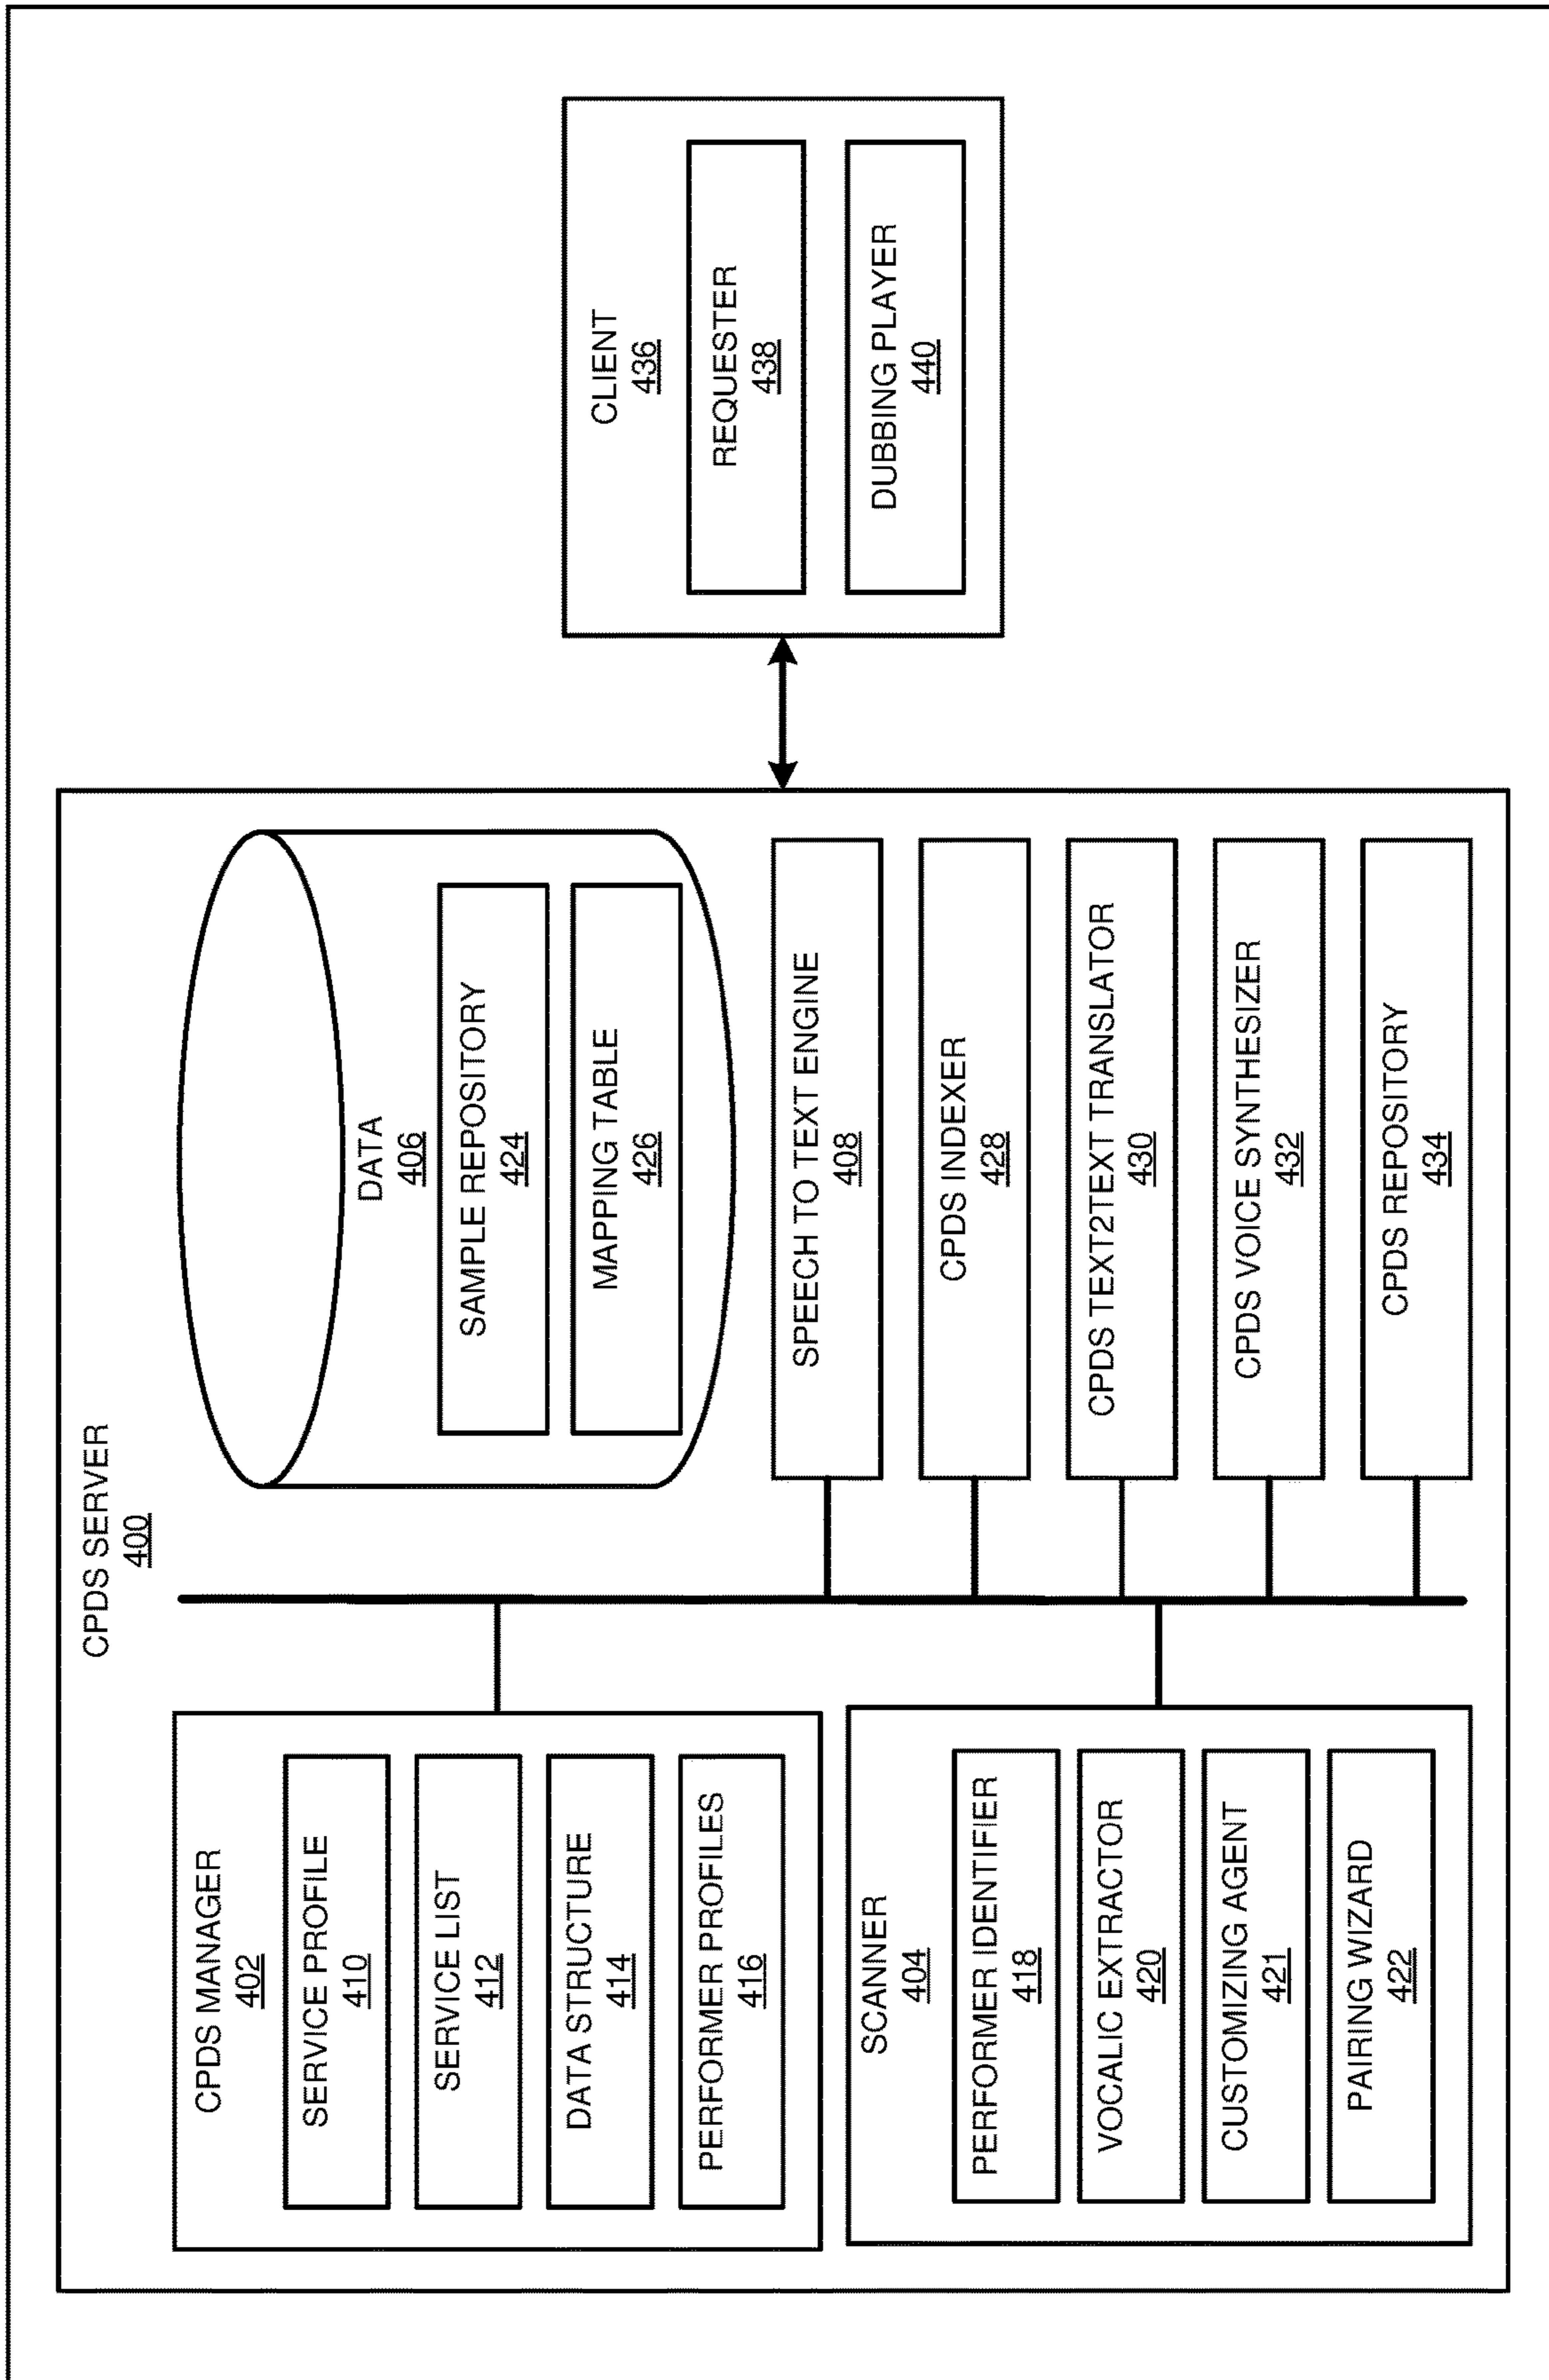 CPDS SERVER
400
CPDS MANAGER
402
SERVICE PROFILE
410
SERVICE LIST
412
DATA STRUCTURE
414
PERFORMER PROFILES
416
SCANNER
404
PERFORMER IDENTIFIER
418
VOCALIC EXTRACTOR
420
CUSTOMIZING AGENT
421
PAIRING WIZARD
422
DATA
406
SAMPLE REPOSITORY
424
MAPPING TABLE
426
SPEECH TO TEXT ENGINE
408
CPDS INDEXER
428
CPDS TEXT2TEXT TRANSLATOR
430
CPDS VOICE SYNTHESIZER
432
CPDS REPOSITORY
434
CLIENT
436
REQUESTER
438
DUBBING PLAYER
440